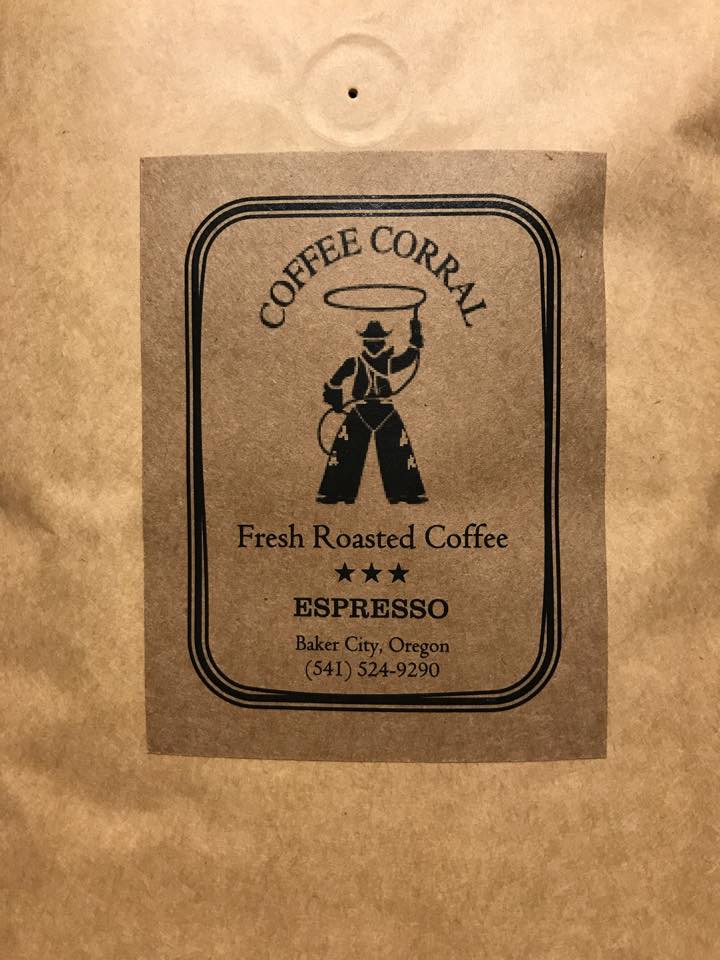 COFFEE CORRAL
Fresh Roasted Coffee
★★★
ESPRESSO
Baker City, Oregon
(541) 524-9290